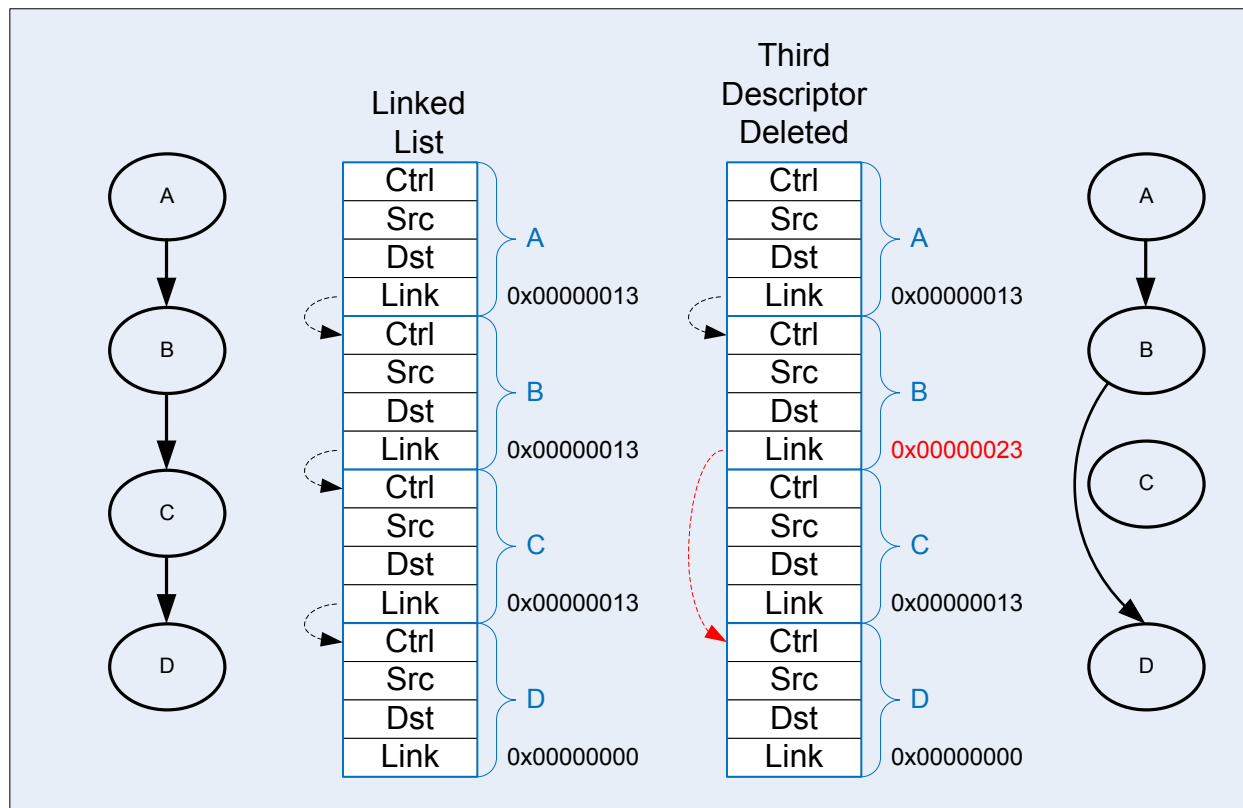 A
B
C
D
Linked
List
Ctrl
Src
Dst
Link
A
0x00000013
Ctrl
Src
Dst
Link
B
0x00000013
Ctrl
Src
Dst
Link
C
0x00000013
Ctrl
Src
Dst
Link
D
0x00000000
Third
Descriptor
Deleted
Ctrl
Src
Dst
Link
A
0x00000013
Ctrl
Src
Dst
Link
B
0x00000023
Ctrl
Src
Dst
Link
C
0x00000013
Ctrl
Src
Dst
Link
D
0x00000000
A
B
C
D